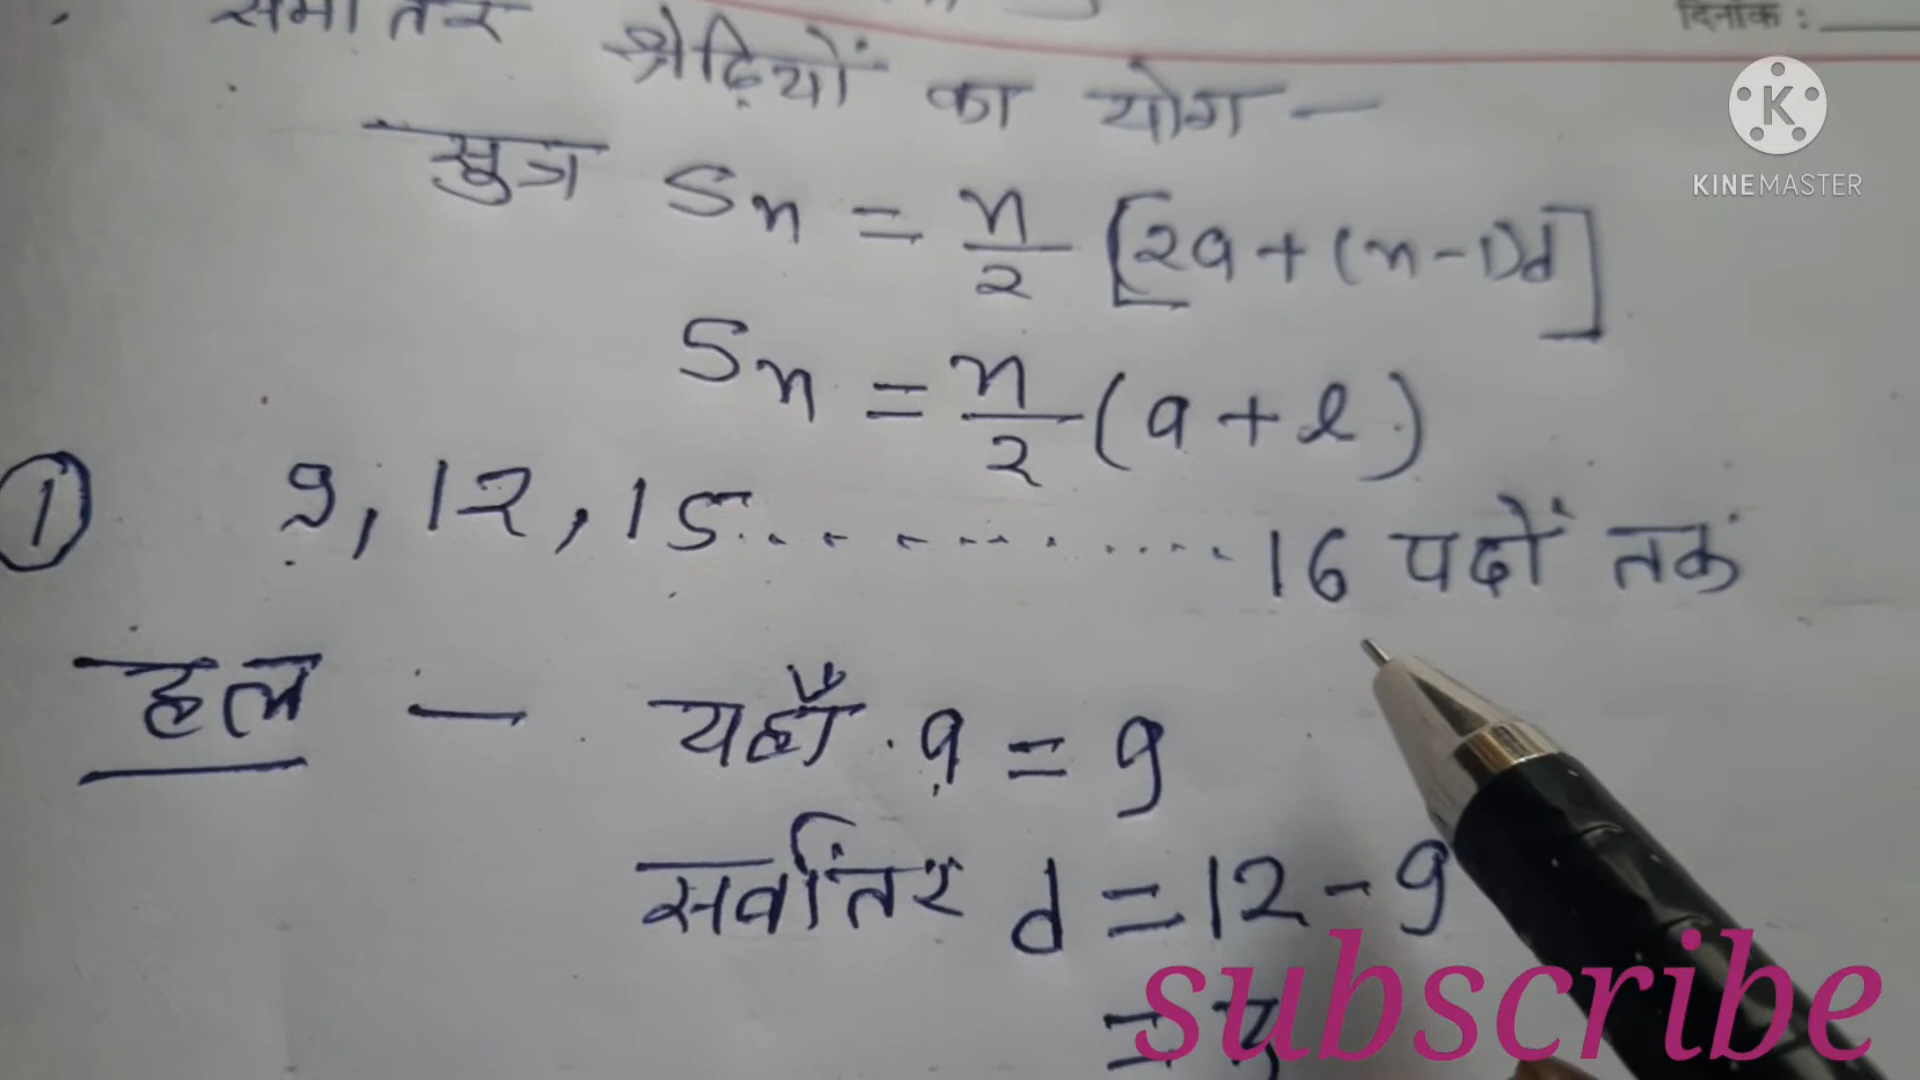 दिनांक :
समांतर श्रेढ़ियों का योग –
सुत्र Sn = n/2 [2a + (n-1)d]
Sn = n/2 (a + l)
① 9, 12, 15............16 पदों तक
हल – यहाँ a = 9
सर्वांतर d = 12 - 9
=
KINEMASTER
subscribe